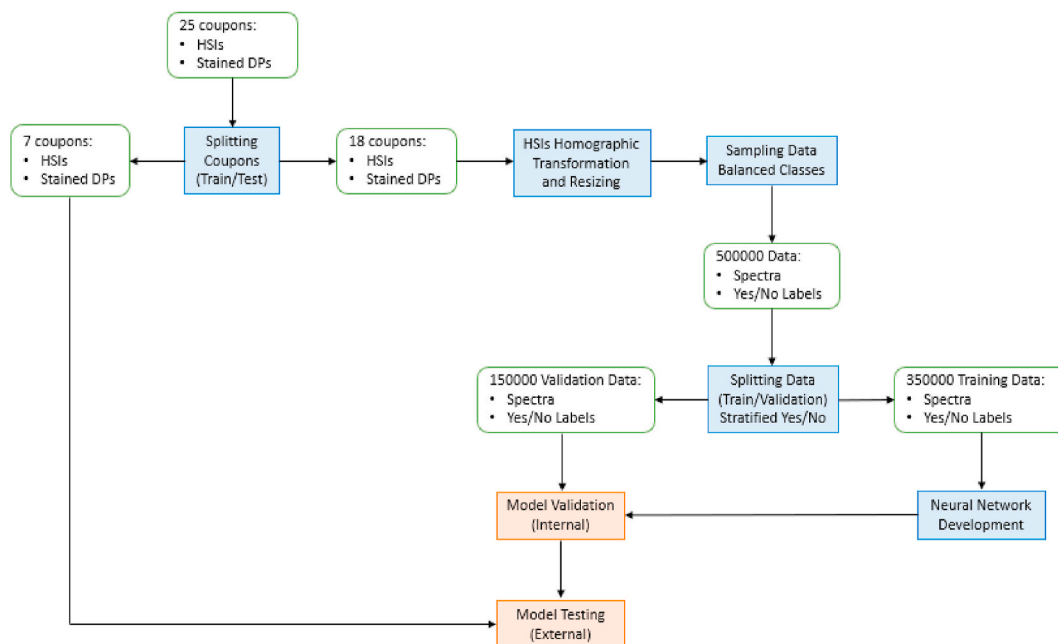 25 coupons:
• HSIs
• Stained DPs
7 coupons:
• HSIs
• Stained DPs
Splitting
Coupons
(Train/Test)
18 coupons:
• HSIs
• Stained DPs
HSIs Homographic
Transformation
and Resizing
Sampling Data
Balanced Classes
500000 Data:
• Spectra
• Yes/No Labels
150000 Validation Data:
• Spectra
• Yes/No Labels
Splitting Data
(Train/Validation)
Stratified Yes/No
350000 Training Data:
• Spectra
• Yes/No Labels
Model Validation
(Internal)
Neural Network
Development
Model Testing
(External)